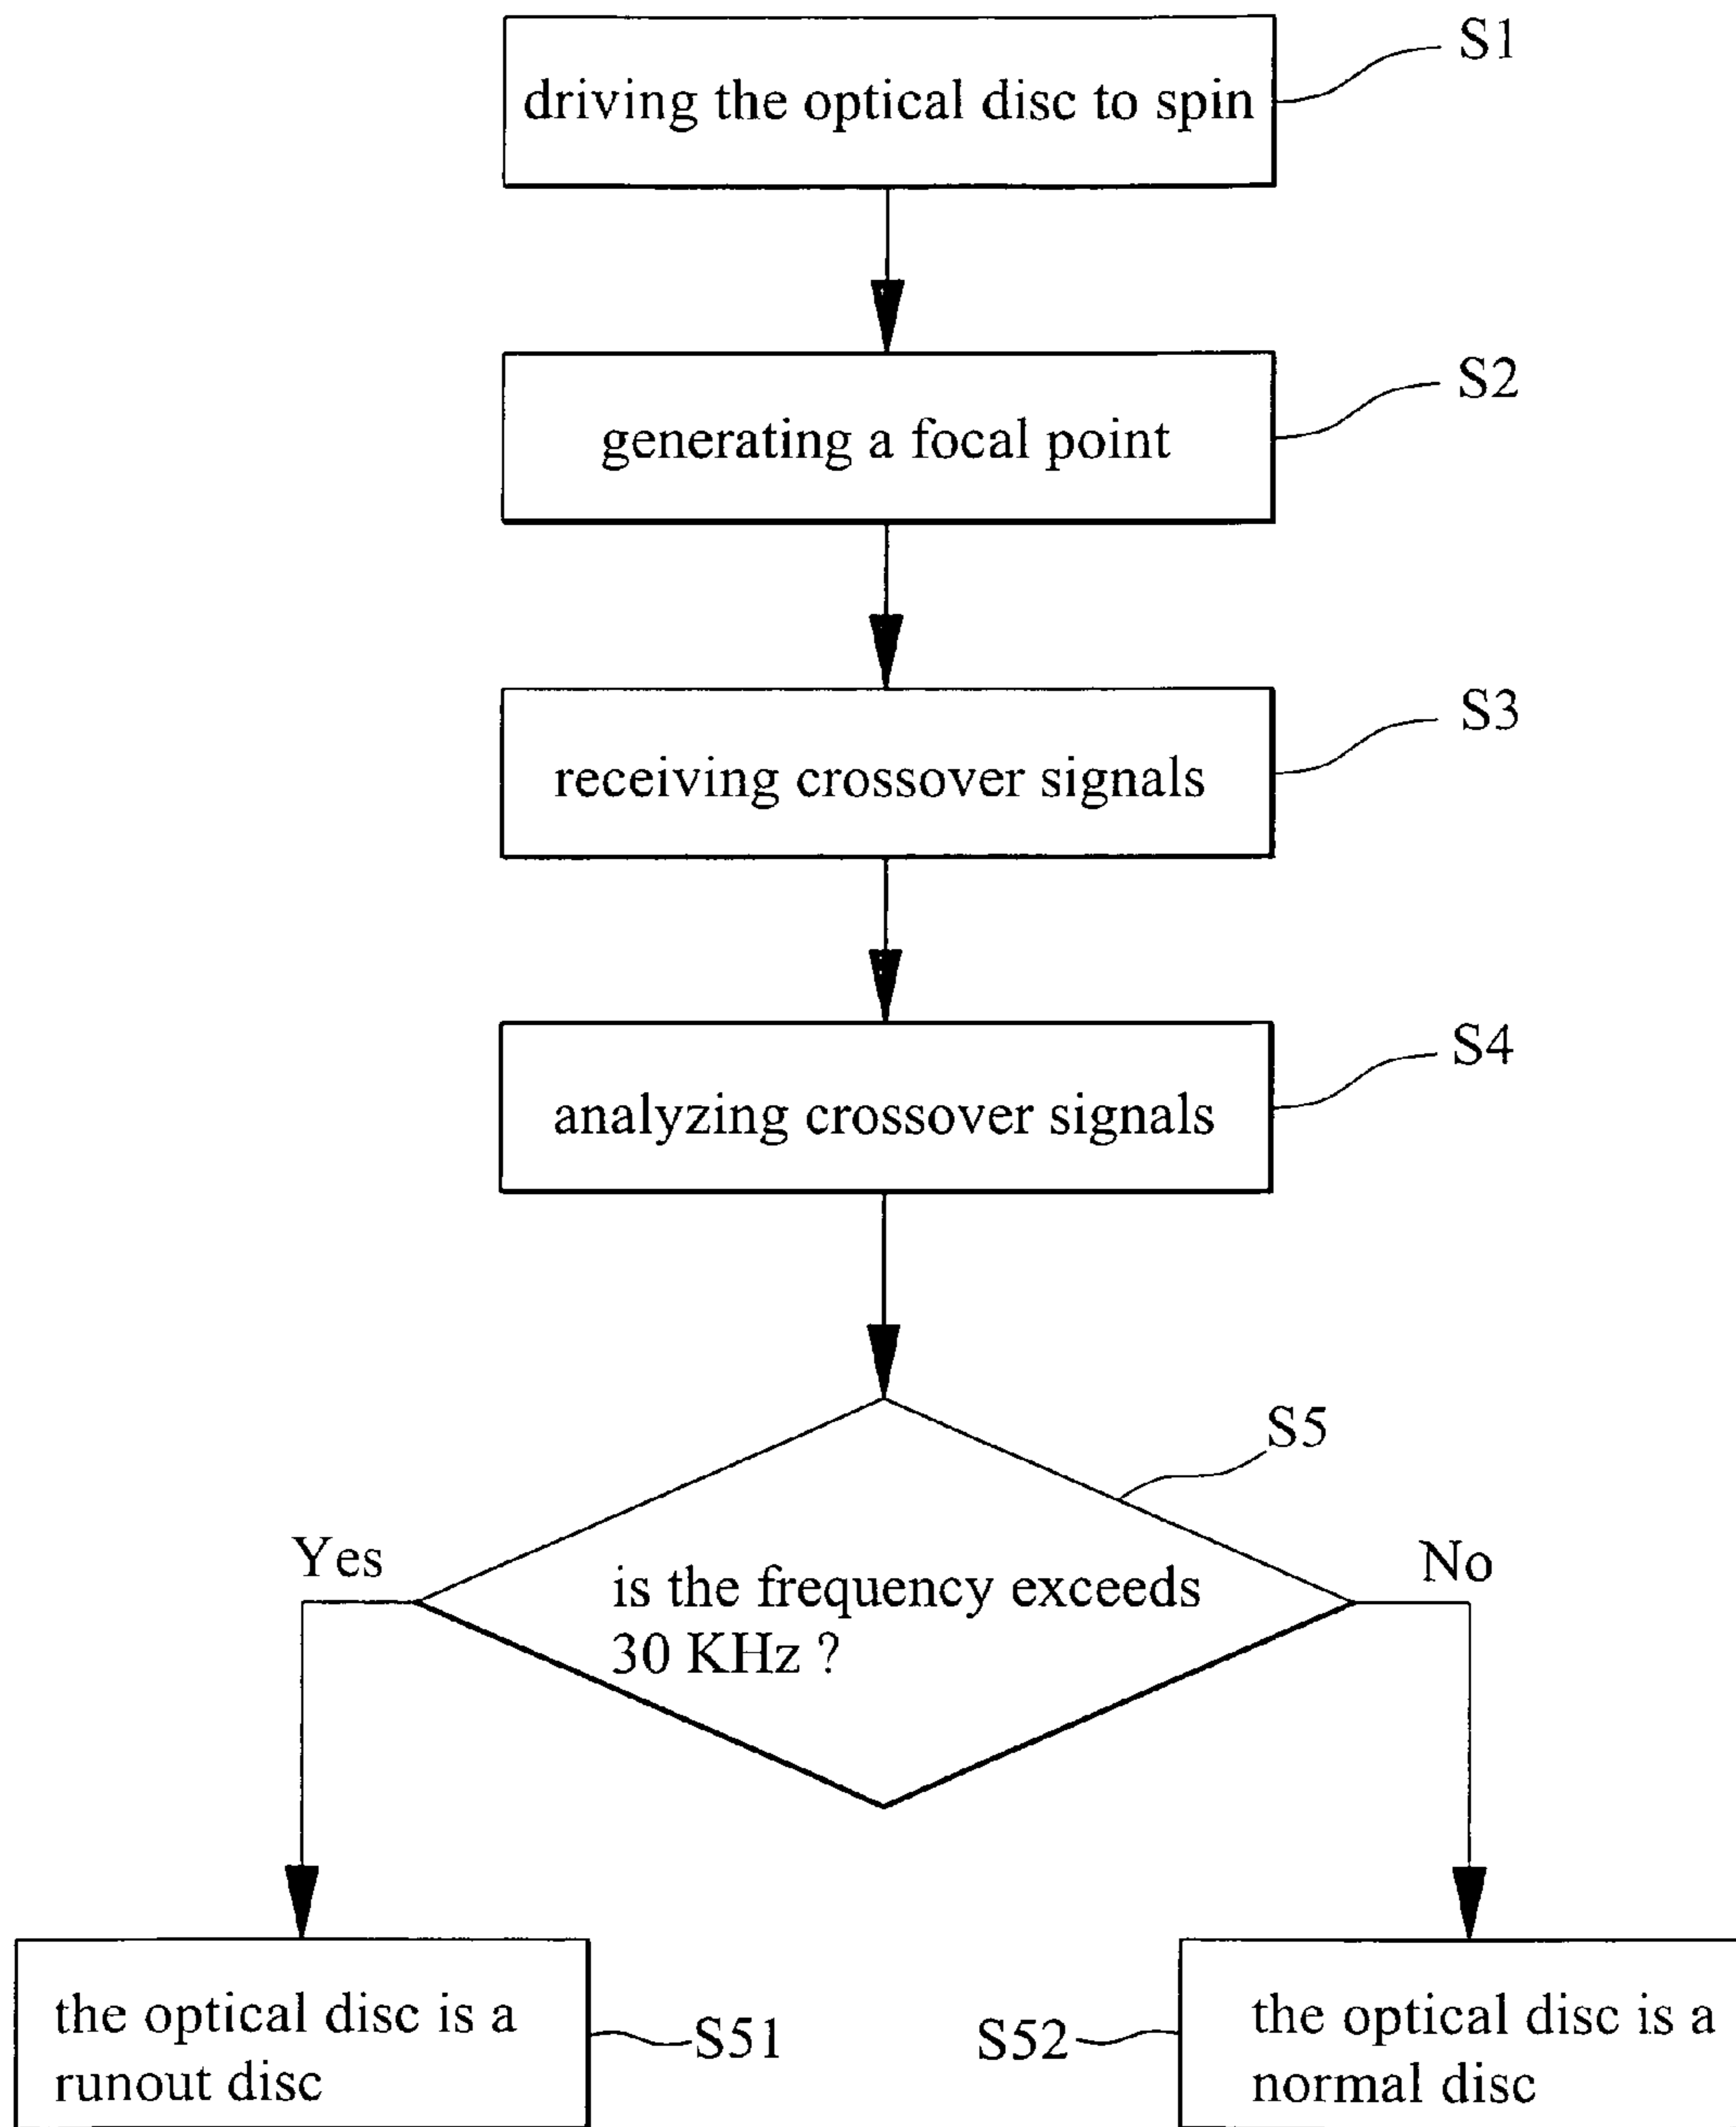 S1
driving the optical disc to spin
S2
generating a focal point
S3
receiving crossover signals
S4
analyzing crossover signals
S5
Yes
No
is the frequency exceeds
30 KHz ?
the optical disc is a
runout disc
S51
S52
the optical disc is a
normal disc